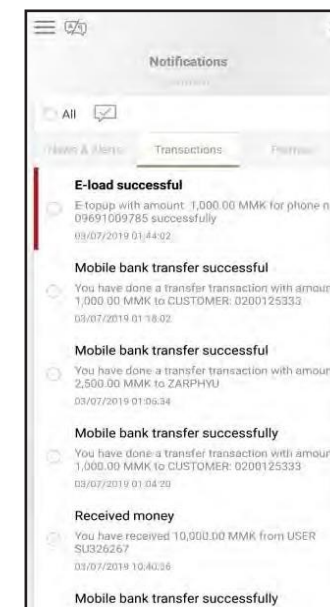 Notifications
All
News & Alerts Transactions
E-load successful
E-topup with amount 1,000.00 MMK for phone n
09691009785 successfully
03/07/2019 01:44:02
Mobile bank transfer successful
You have done a transfer transaction with amoun
1,000.00 MMK to CUSTOMER: 0200125333
03/07/2019 01:18:02
Mobile bank transfer successful
You have done a transfer transaction with amoun
2,500.00 MMK to ZARPHYU
03/07/2019 01:06:34
Mobile bank transfer successfully
You have done a transfer transaction with amoun
1,000.00 MMK to CUSTOMER: 0200125333
03/07/2019 01:04:20
Received money
You have received 10,000.00 MMK from USER
SU326267
03/07/2019 10:40:36
Mobile bank transfer successfully